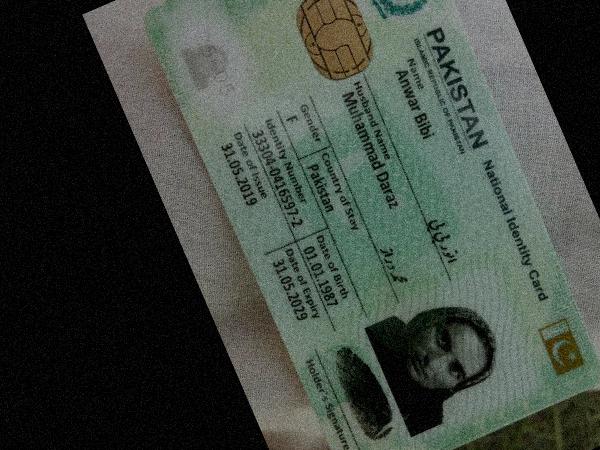 PAKISTAN National Identity Card
ISLAMIC REPUBLIC OF PAKISTAN
Name
Anwar Bibi
انور بی بی
Husband Name
Muhammad Daraz
محمد دراز
Gender Country of Stay
F Pakistan
Identity Number Date of Birth
33304-0416597-2 01.01.1987
Date of Issue Date of Expiry
31.05.2019 31.05.2029
Holder's Signature